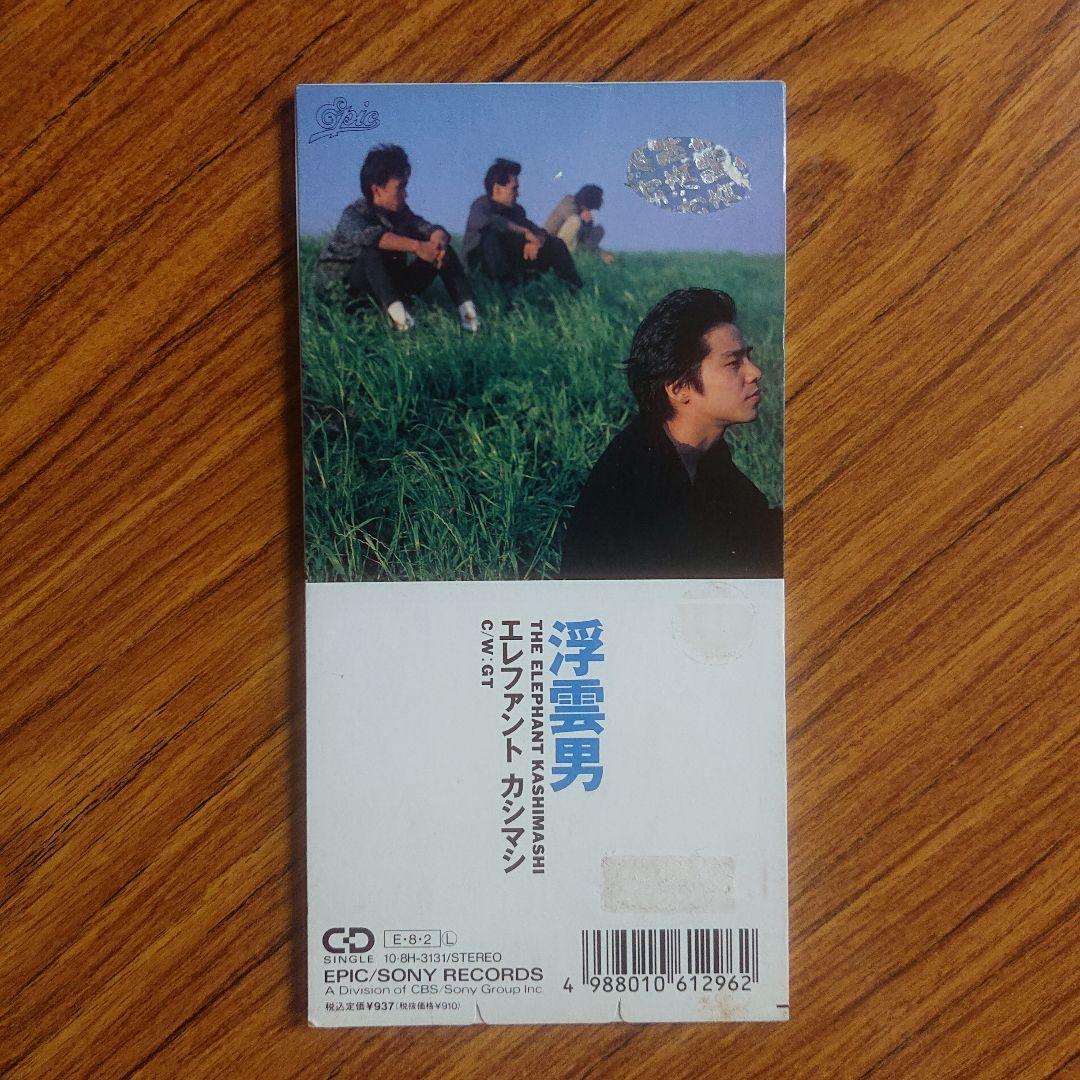 Epic
浮雲男
THE ELEPHANT KASHIMASHI
エレファント カシマシ
C/W:GT
CD
SINGLE
E・8・2 Ⓛ
10・8H-3131/STEREO
EPIC/SONY RECORDS
A Division of CBS/Sony Group Inc.
税込定価¥937(税抜価格¥910)
4 988010 612962